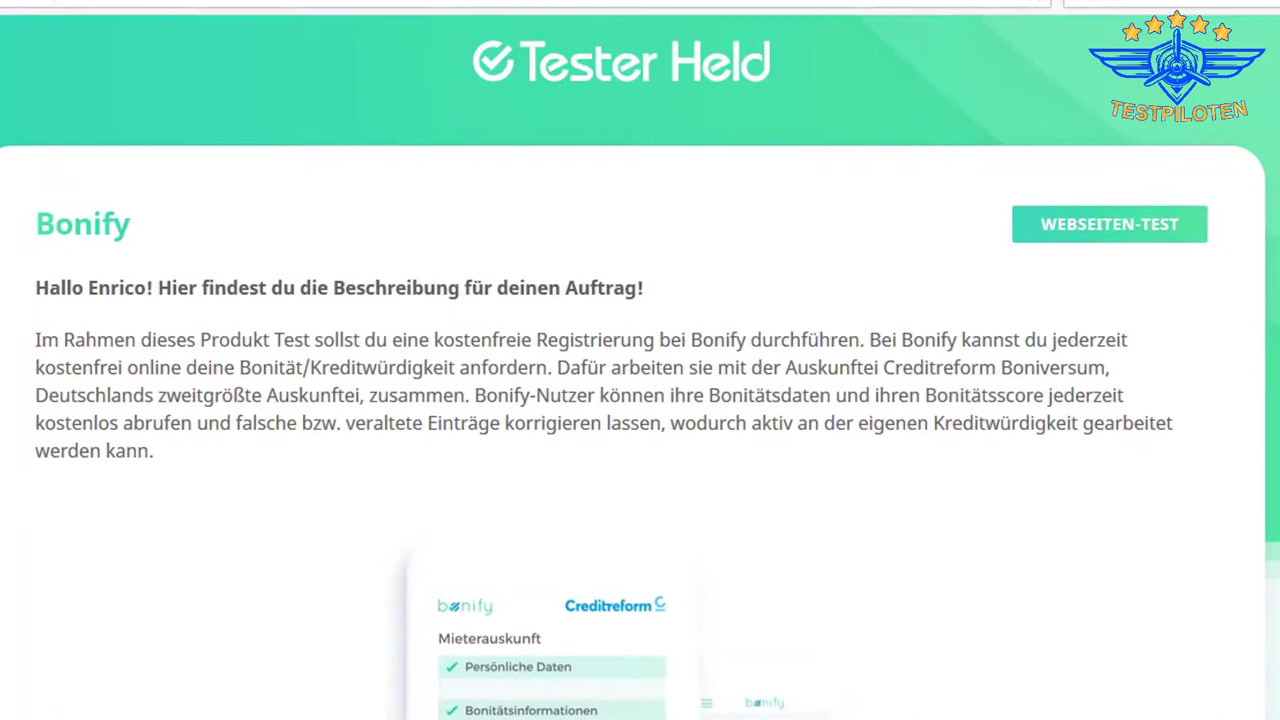 Tester Held
TESTPILOTEN
Bonify
WEBSEITEN-TEST
Hallo Enrico! Hier findest du die Beschreibung für deinen Auftrag!
Im Rahmen dieses Produkt Test sollst du eine kostenfreie Registrierung bei Bonify durchführen. Bei Bonify kannst du jederzeit
kostenfrei online deine Bonität/Kreditwürdigkeit anfordern. Dafür arbeiten sie mit der Auskunftei Creditreform Boniversum,
Deutschlands zweitgrößte Auskunftei, zusammen. Bonify-Nutzer können ihre Bonitätsdaten und ihren Bonitätsscore jederzeit
kostenlos abrufen und falsche bzw. veraltete Einträge korrigieren lassen, wodurch aktiv an der eigenen Kreditwürdigkeit gearbeitet
werden kann.
bonify
Creditreform
Mieterauskunft
Persönliche Daten
Bonitätsinformationen
bonify